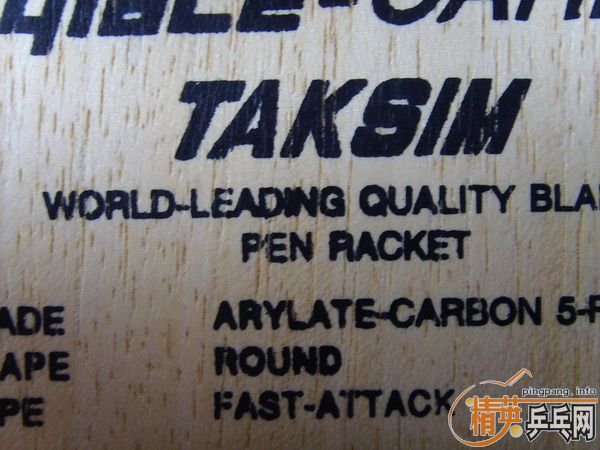 TAKSIM
WORLD-LEADING QUALITY
PEN RACKET
ADE ARYLATE-CARBON 5-P
APE ROUND
PE FAST-ATTACK
pingpang.info
精英乒乓网